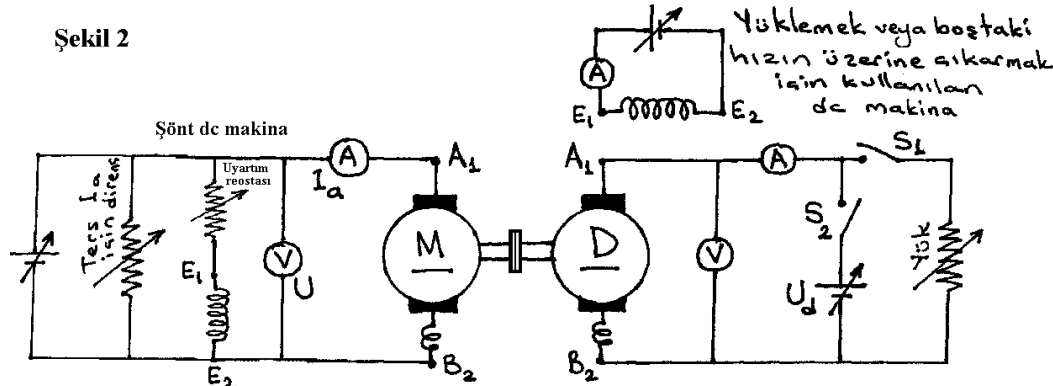 Şekil 2
Yüklemek veya boştaki
hızın üzerine çıkarmak
için kullanılan
dc makina
A
E₁
E₂
Şönt dc makina
Ters Iₐ
için direnç
Uyartım
reostası
E₁
E₂
V
U
A
Iₐ
A₁
M
B₂
A₁
D
B₂
V
A
S₁
S₂
U_d
Yük